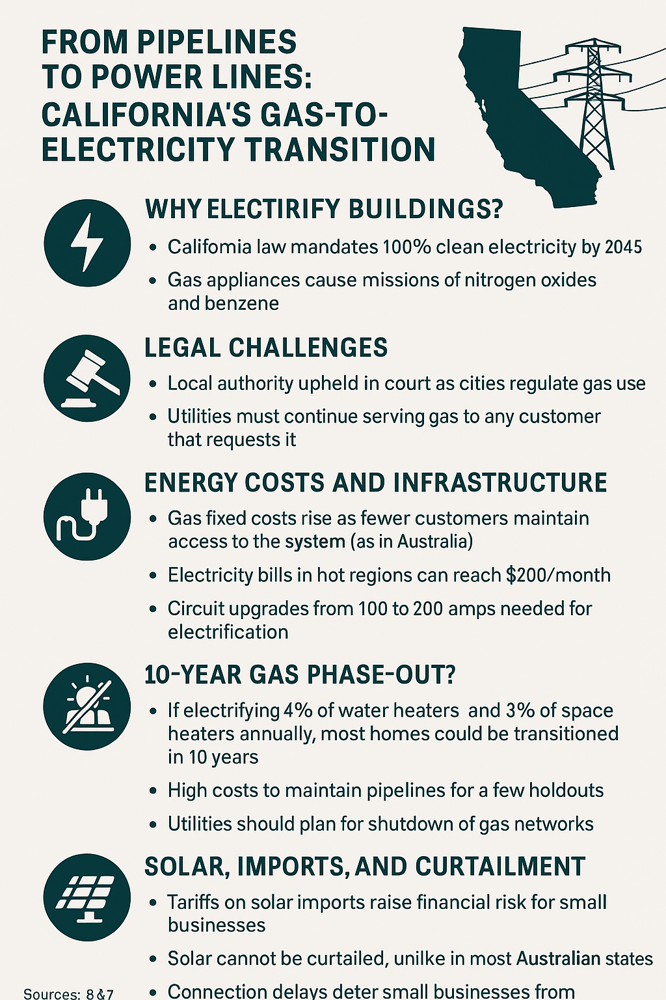 FROM PIPELINES
TO POWER LINES:
CALIFORNIA'S GAS-TO-
ELECTRICITY TRANSITION
WHY ELECTIRIFY BUILDINGS?
• Califomia law mandates 100% clean electricity by 2045
• Gas appliances cause missions of nitrogen oxides
and benzene
LEGAL CHALLENGES
• Local authority upheld in court as cities regulate gas use
• Utilities must continue serving gas to any customer
that requests it
ENERGY COSTS AND INFRASTRUCTURE
• Gas fixed costs rise as fewer customers maintain
access to the system (as in Australia)
• Electricity bills in hot regions can reach $200/month
• Circuit upgrades from 100 to 200 amps needed for
electrification
10-YEAR GAS PHASE-OUT?
• If electrifying 4% of water heaters and 3% of space
heaters annually, most homes could be transitioned
in 10 years
• High costs to maintain pipelines for a few holdouts
• Utilities should plan for shutdown of gas networks
SOLAR, IMPORTS, AND CURTAILMENT
• Tariffs on solar imports raise financial risk for small
businesses
• Solar cannot be curtailed, unilke in most Australian states
• Connection delays deter small businesses from
Sources: 8 &7